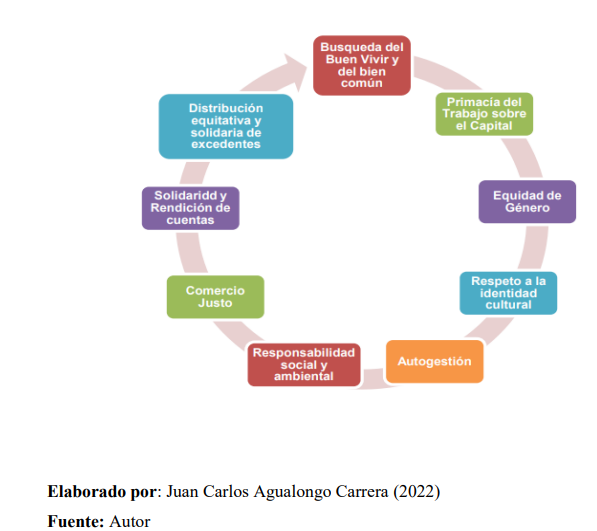 Busqueda del
Buen Vivir y
del bien
común
Primacía del
Trabajo sobre
el Capital
Equidad de
Género
Respeto a la
identidad
cultural
Autogestión
Responsabilidad
social y
ambiental
Comercio
Justo
Solidaridd y
Rendición de
cuentas
Distribución
equitativa y
solidaria de
excedentes
Elaborado por: Juan Carlos Agualongo Carrera (2022)
Fuente: Autor